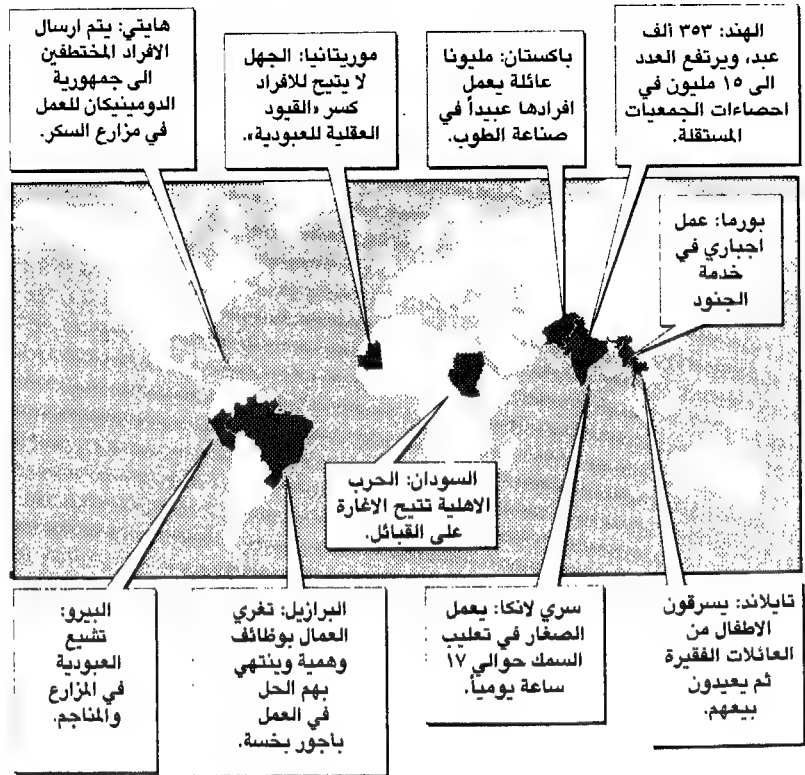 الهند: ٣٥٣ ألف
عبد، ويرتفع العدد
الى ١٥ مليون في
احصاءات الجمعيات
المستقلة.
باكستان: مليونا
عائلة يعمل
افرادها عبيداً في
صناعة الطوب.
موريتانيا: الجهل
لا يتيح للافراد
كسر «القيود
العقلية للعبودية».
هايتي: يتم ارسال
الافراد المختطفين
الى جمهورية
الدومينيكان للعمل
في مزارع السكر.
بورما: عمل
اجباري في
خدمة
الجنود
السودان: الحرب
الاهلية تتيح الاغارة
على القبائل.
تايلاند: يسرقون
الاطفال من
العائلات الفقيرة
ثم يعيدون
بيعهم.
سري لانكا: يعمل
الصغار في تعليب
السمك حوالي ١٧
ساعة يومياً.
البرازيل: تغري
العمال بوظائف
وهمية وينتهي
بهم الحل
في العمل
بأجور بخسة.
البيرو:
تشيع
العبودية
في المزارع
والمناجم.